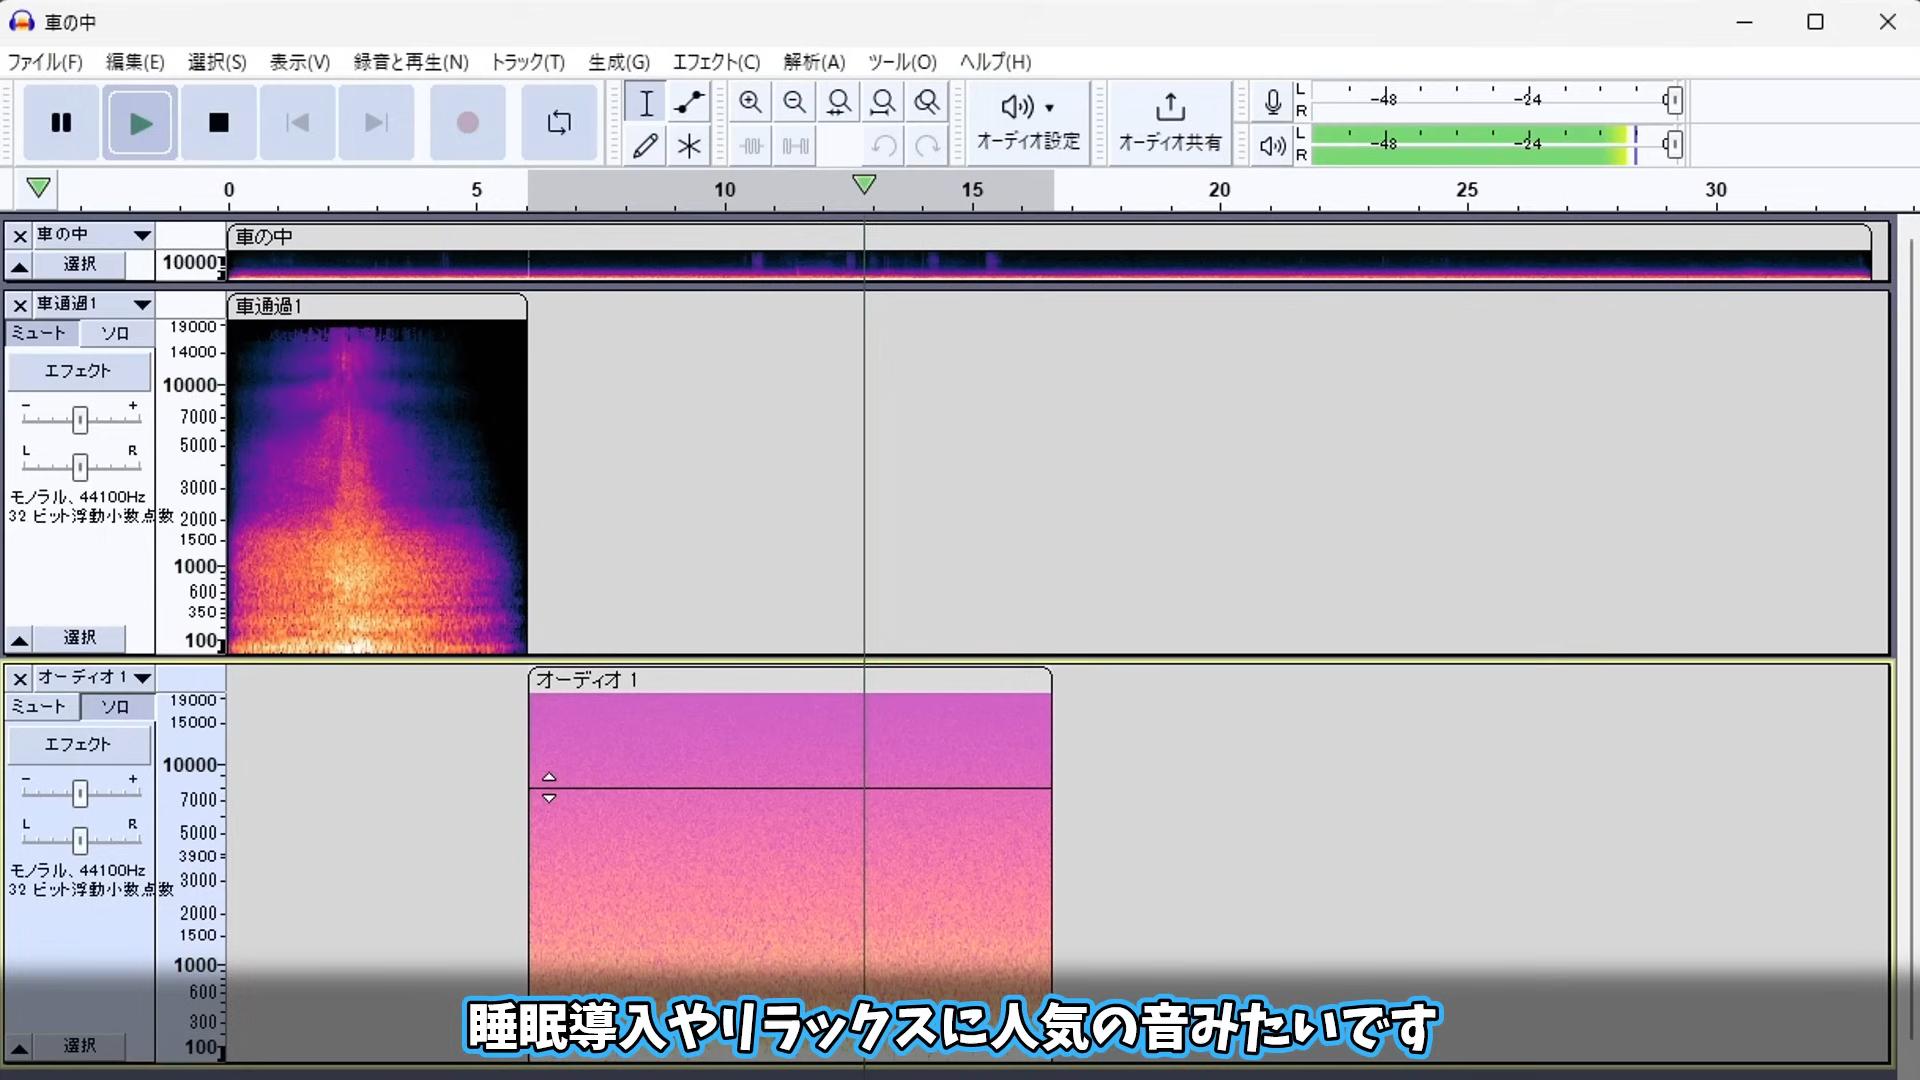 車の中
ファイル(F) 編集(E) 選択(S) 表示(V) 録音と再生(N) トラック(T) 生成(G) エフェクト(C) 解析(A) ツール(O) ヘルプ(H)
オーディオ設定 オーディオ共有
L R -48 -24 0
L R -48 -24 0
0 5 10 15 20 25 30
車の中
選択
10000
車の中
車通過1
ミュート ソロ
エフェクト
- +
L R
モノラル、44100Hz
32 ビット浮動小数点数
選択
19000
14000
10000
7000
5000
3000
2000
1500
1000
600
350
100
車通過1
オーディオ 1
ミュート ソロ
エフェクト
- +
L R
モノラル、44100Hz
32 ビット浮動小数点数
選択
19000
15000
10000
7000
5000
3900
3000
2000
1500
1000
600
300
100
オーディオ 1
睡眠導入やリラックスに人気の音みたいです